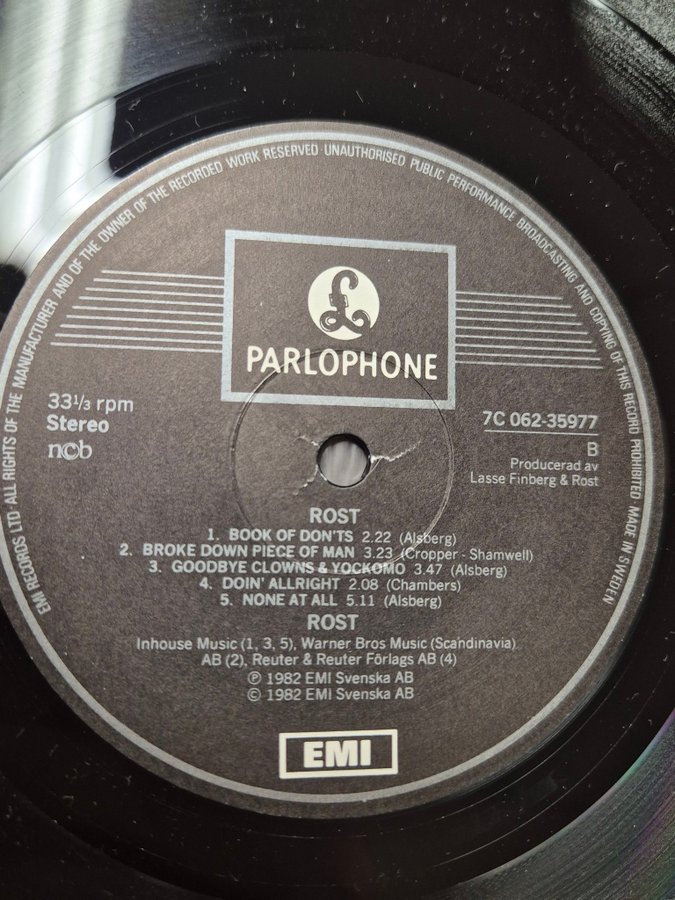 EMI RECORDS LTD · ALL RIGHTS OF THE MANUFACTURER AND OF THE OWNER OF THE RECORDED WORK RESERVED · UNAUTHORISED PUBLIC PERFORMANCE BROADCASTING AND COPYING OF THIS RECORD PROHIBITED · MADE IN SWEDEN
£
PARLOPHONE
33 1/3 rpm
Stereo
n©b
7C 062-35977
B
Producerad av
Lasse Finberg & Rost
ROST
1. BOOK OF DON'TS 2.22 (Alsberg)
2. BROKE DOWN PIECE OF MAN 3.23 (Cropper - Shamwell)
3. GOODBYE CLOWNS & YOCKOMO 3.47 (Alsberg)
4. DOIN' ALLRIGHT 2.08 (Chambers)
5. NONE AT ALL 5.11 (Alsberg)
ROST
Inhouse Music (1, 3, 5), Warner Bros Music (Scandinavia)
AB (2), Reuter & Reuter Förlags AB (4)
℗ 1982 EMI Svenska AB
© 1982 EMI Svenska AB
EMI